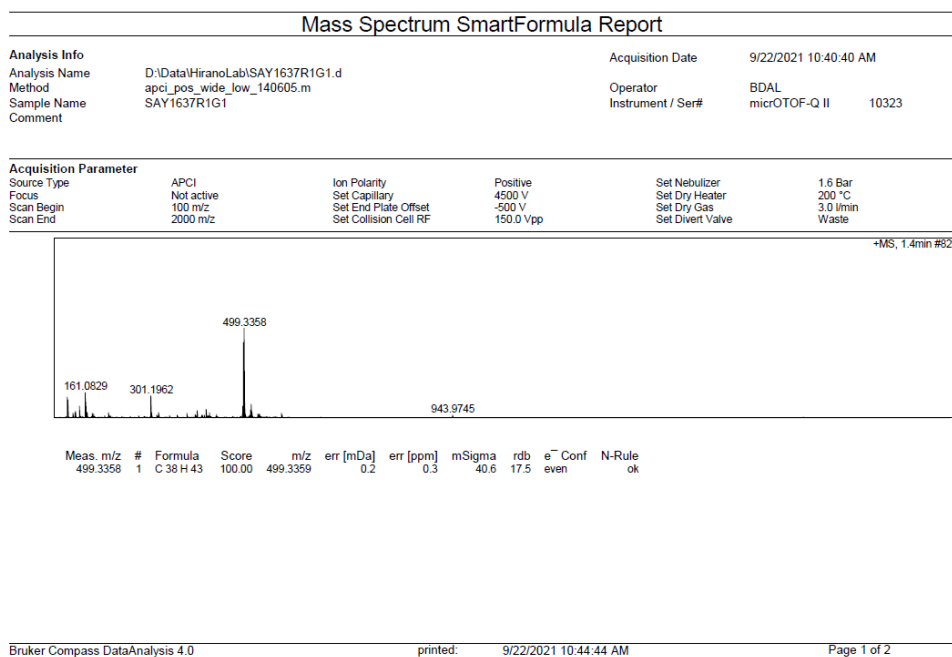 Mass Spectrum SmartFormula Report
Analysis Info
Acquisition Date 9/22/2021 10:40:40 AM
Analysis Name D:\Data\HiranoLab\SAY1637R1G1.d
Method apci_pos_wide_low_140605.m Operator BDAL
Sample Name SAY1637R1G1 Instrument / Ser# micrOTOF-Q II 10323
Comment
Acquisition Parameter
Source Type APCI Ion Polarity Positive Set Nebulizer 1.6 Bar
Focus Not active Set Capillary 4500 V Set Dry Heater 200 °C
Scan Begin 100 m/z Set End Plate Offset -500 V Set Dry Gas 3.0 l/min
Scan End 2000 m/z Set Collision Cell RF 150.0 Vpp Set Divert Valve Waste
+MS, 1.4min #82
499.3358
161.0829
301.1962
943.9745
Meas. m/z # Formula Score m/z err [mDa] err [ppm] mSigma rdb e⁻ Conf N-Rule
499.3358 1 C 38 H 43 100.00 499.3359 0.2 0.3 40.6 17.5 even ok
Bruker Compass DataAnalysis 4.0 printed: 9/22/2021 10:44:44 AM Page 1 of 2